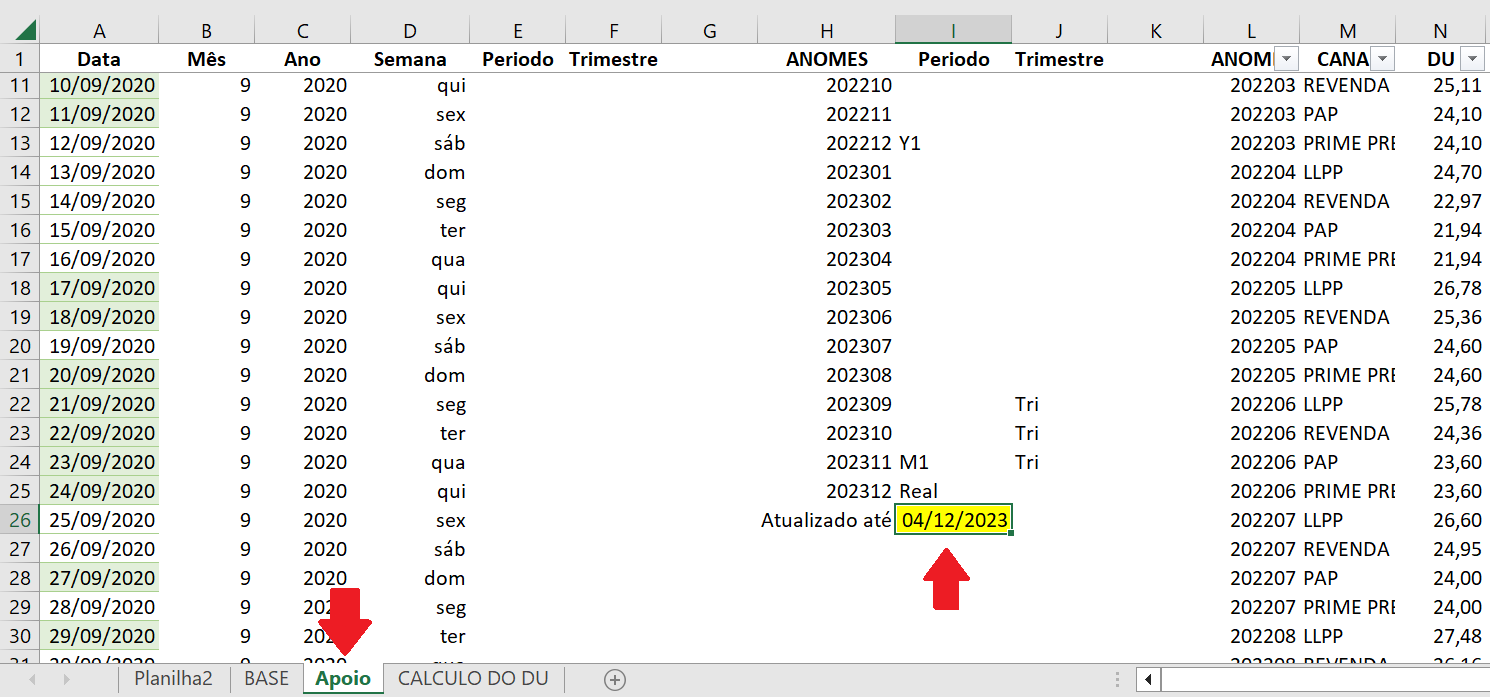 A B C D E F G H I J K L M N
1 Data Mês Ano Semana Periodo Trimestre ANOMES Periodo Trimestre ANOM CANA DU
11 10/09/2020 9 2020 qui 202210 202203 REVENDA 25,11
12 11/09/2020 9 2020 sex 202211 202203 PAP 24,10
13 12/09/2020 9 2020 sáb 202212 Y1 202203 PRIME PRE 24,10
14 13/09/2020 9 2020 dom 202301 202204 LLPP 24,70
15 14/09/2020 9 2020 seg 202302 202204 REVENDA 22,97
16 15/09/2020 9 2020 ter 202303 202204 PAP 21,94
17 16/09/2020 9 2020 qua 202304 202204 PRIME PRE 21,94
18 17/09/2020 9 2020 qui 202305 202205 LLPP 26,78
19 18/09/2020 9 2020 sex 202306 202205 REVENDA 25,36
20 19/09/2020 9 2020 sáb 202307 202205 PAP 24,60
21 20/09/2020 9 2020 dom 202308 202205 PRIME PRE 24,60
22 21/09/2020 9 2020 seg 202309 Tri 202206 LLPP 25,78
23 22/09/2020 9 2020 ter 202310 Tri 202206 REVENDA 24,36
24 23/09/2020 9 2020 qua 202311 M1 Tri 202206 PAP 23,60
25 24/09/2020 9 2020 qui 202312 Real 202206 PRIME PRE 23,60
26 25/09/2020 9 2020 sex Atualizado até 04/12/2023 202207 LLPP 26,60
27 26/09/2020 9 2020 sáb 202207 REVENDA 24,95
28 27/09/2020 9 2020 dom 202207 PAP 24,00
29 28/09/2020 9 seg 202207 PRIME PRE 24,00
30 29/09/2020 9 ter 202208 LLPP 27,48
Planilha2 BASE Apoio CALCULO DO DU